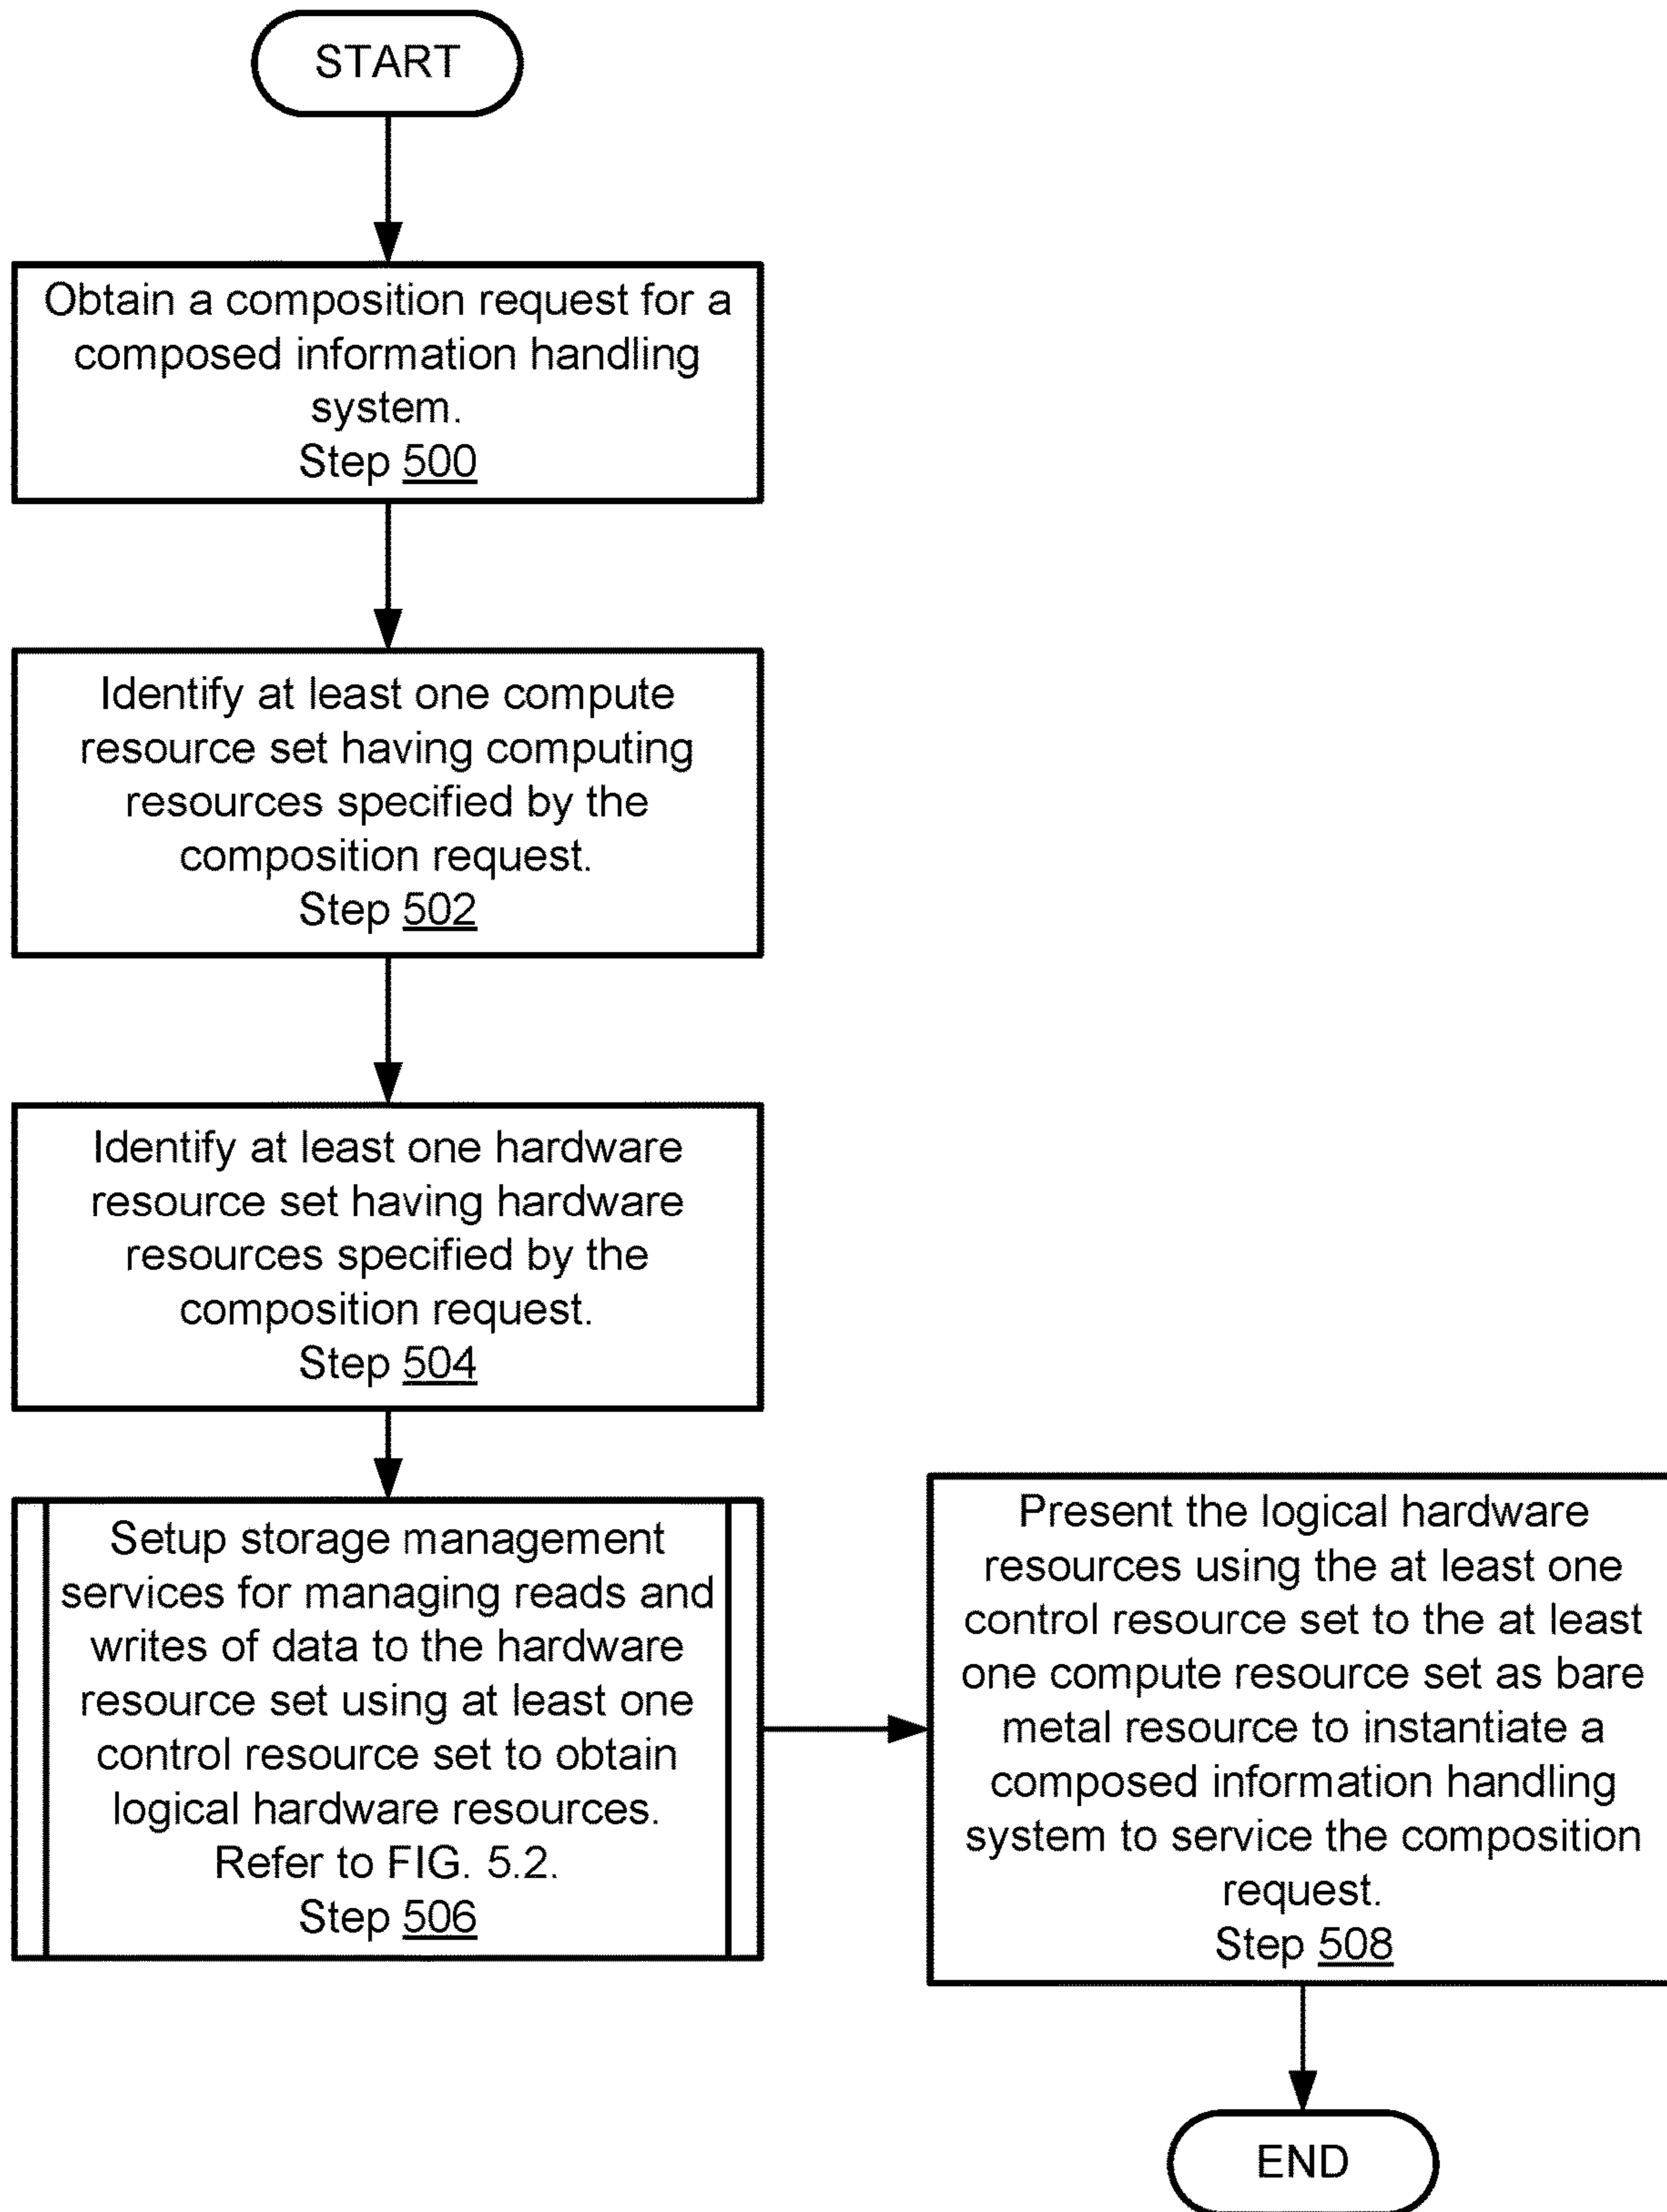 START
Obtain a composition request for a
composed information handling
system.
Step 500
Identify at least one compute
resource set having computing
resources specified by the
composition request.
Step 502
Identify at least one hardware
resource set having hardware
resources specified by the
composition request.
Step 504
Setup storage management
services for managing reads and
writes of data to the hardware
resource set using at least one
control resource set to obtain
logical hardware resources.
Refer to FIG. 5.2.
Step 506
Present the logical hardware
resources using the at least one
control resource set to the at least
one compute resource set as bare
metal resource to instantiate a
composed information handling
system to service the composition
request.
Step 508
END